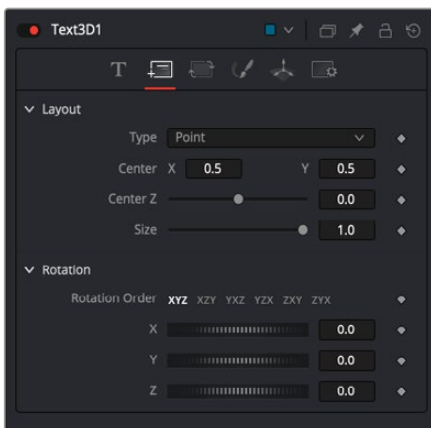 Text3D1
T
Layout
Type Point
Center X 0.5 Y 0.5
Center Z 0.0
Size 1.0
Rotation
Rotation Order XYZ XZY YXZ YZX ZXY ZYX
X 0.0
Y 0.0
Z 0.0